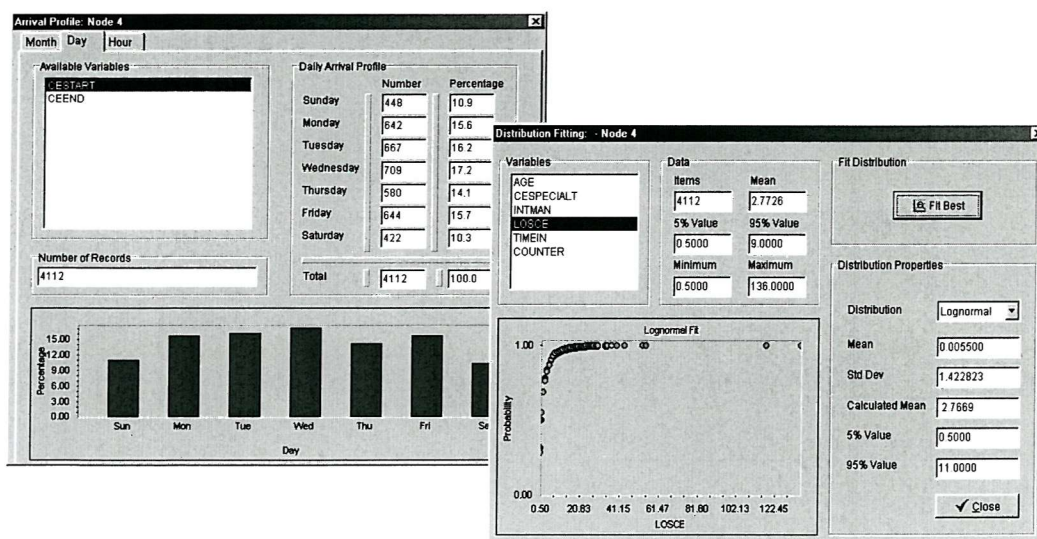 Arrival Profile: Node 4
Month Day Hour
Available Variables
CESTART
CEEND
Number of Records
4112
Daily Arrival Profile
Number Percentage
Sunday 448 10.9
Monday 642 15.6
Tuesday 667 16.2
Wednesday 709 17.2
Thursday 580 14.1
Friday 644 15.7
Saturday 422 10.3
Total 4112 100.0
Percentage
15.00
12.00
9.00
6.00
3.00
0.00
Sun Mon Tue Wed Thu Fri
Day
Distribution Fitting: - Node 4
Variables
AGE
CESPECIALT
INTMAN
LOSCE
TIMEIN
COUNTER
Data
Items Mean
4112 2.7726
5% Value 95% Value
0.5000 9.0000
Minimum Maximum
0.5000 136.0000
Fit Distribution
Fit Best
Lognormal Fit
Probability
1.00
0.00
0.50 20.83 41.15 61.47 81.80 102.13 122.45
LOSCE
Distribution Properties
Distribution Lognormal
Mean 0.005500
Std Dev 1.422823
Calculated Mean 2.7669
5% Value 0.5000
95% Value 11.0000
Close